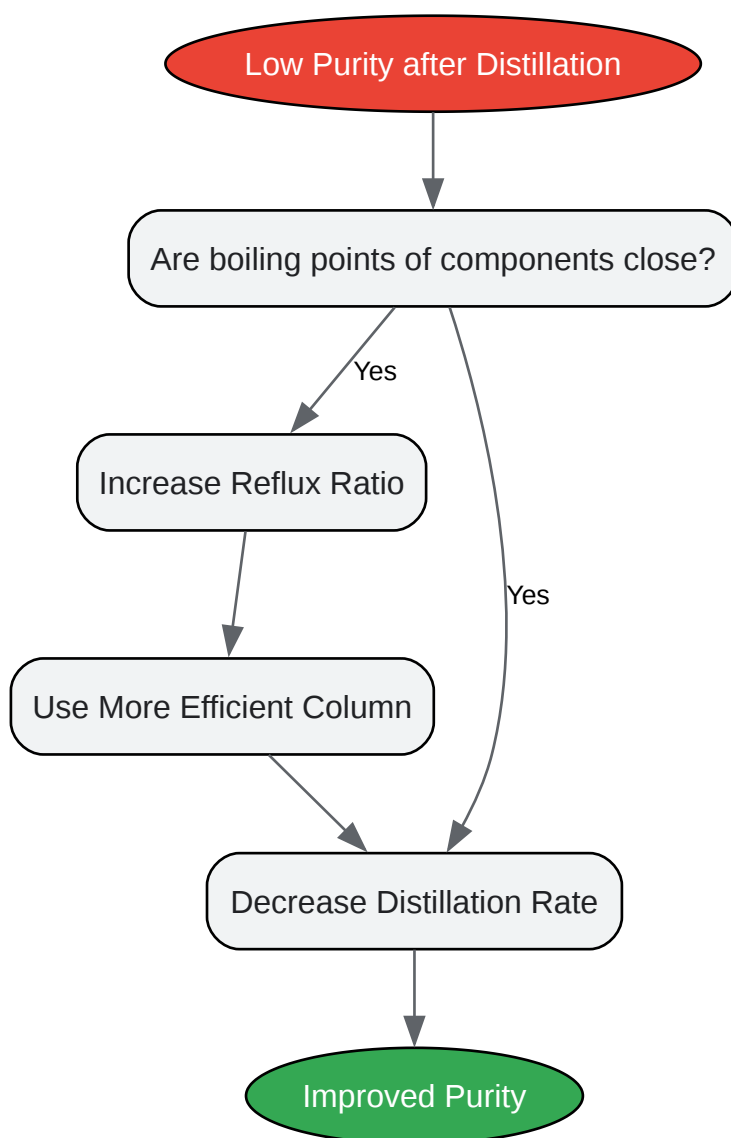 Low Purity after Distillation
Are boiling points of components close?
Yes
Increase Reflux Ratio
Yes
Use More Efficient Column
Decrease Distillation Rate
Improved Purity